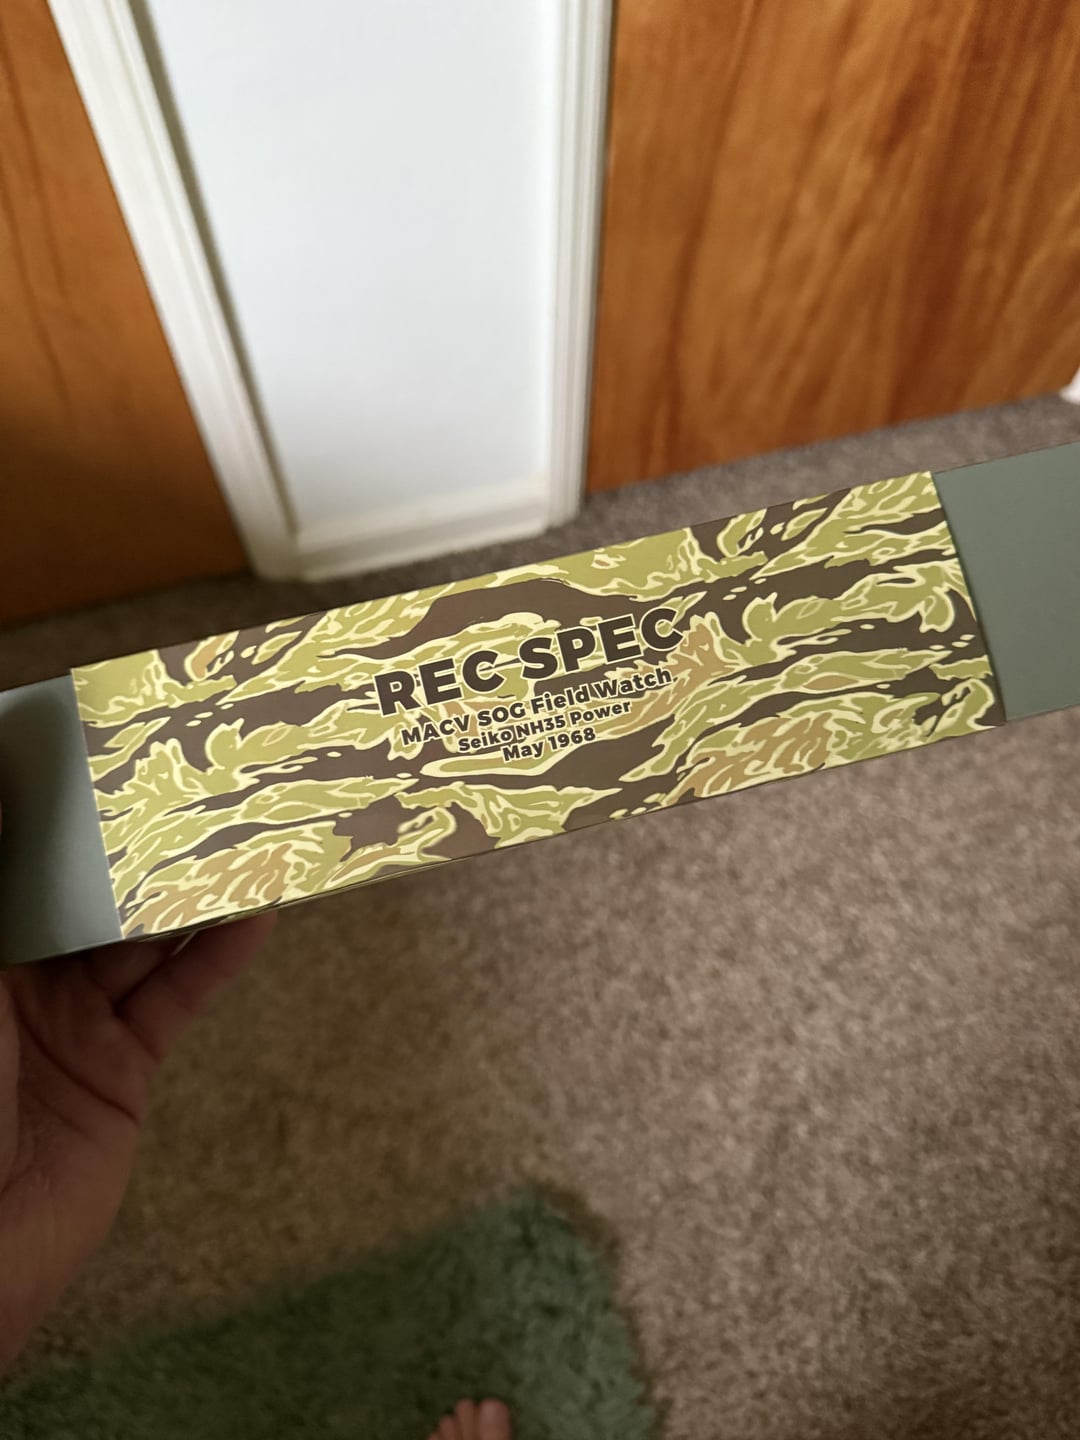 REC SPEC
MACV SOG Field Watch
Seiko NH35 Power
May 1968